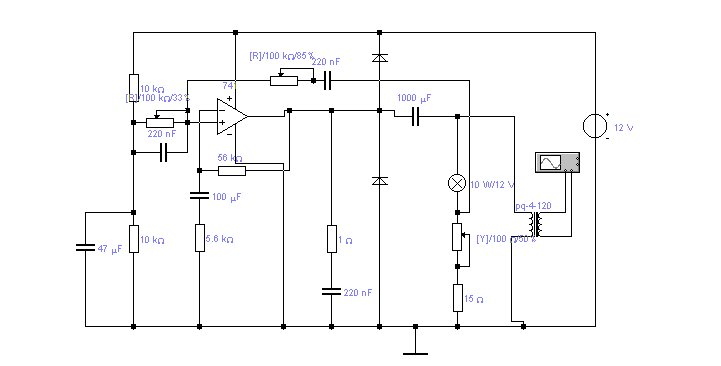 [R]/100 kΩ/85%
220 nF
741
10 kΩ
[R]/100 kΩ/33%
1000 μF
12 V
220 nF
56 kΩ
10 W/12 V
100 μF
pq-4-120
10 kΩ
5.6 kΩ
1 Ω
[Y]/100 Ω/50 %
47 μF
220 nF
15 Ω